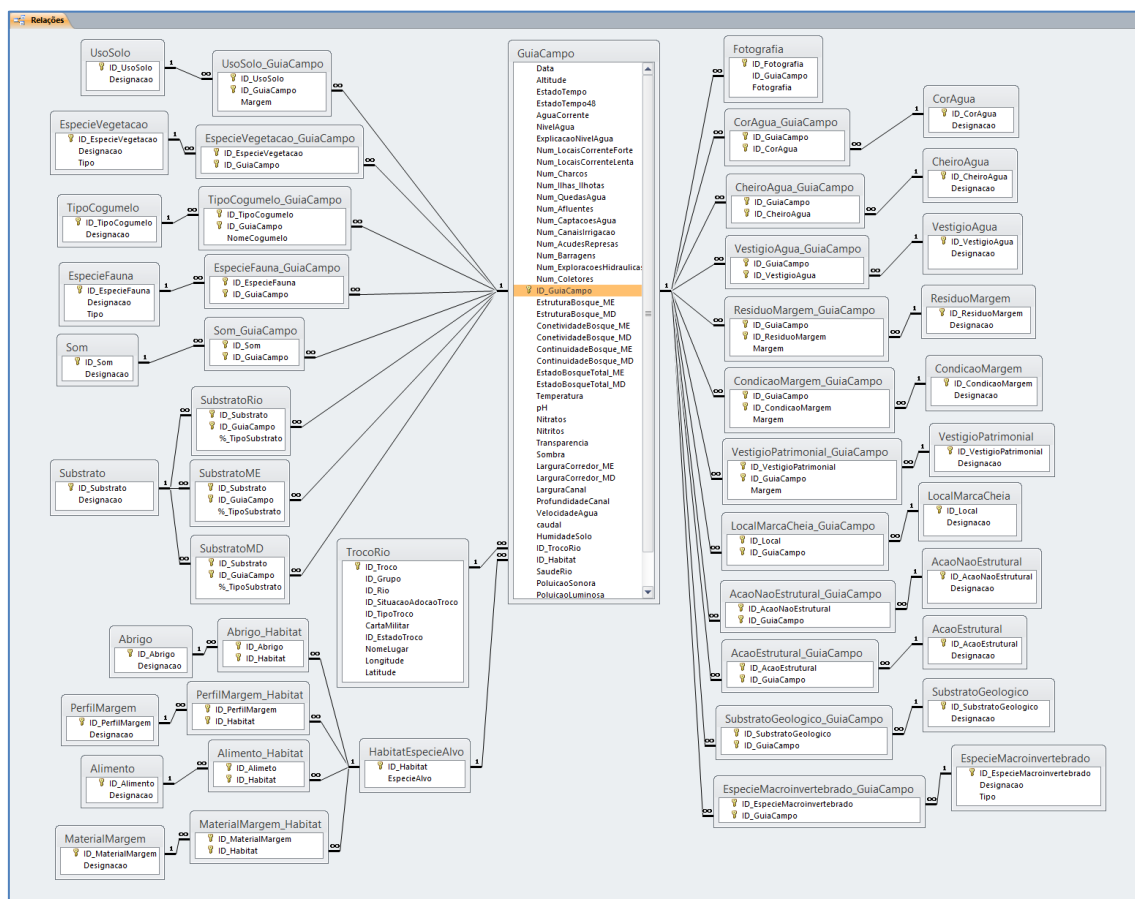 Relações
UsoSolo
ID_UsoSolo
Designacao
UsoSolo_GuiaCampo
ID_UsoSolo
ID_GuiaCampo
Margem
EspecieVegetacao
ID_EspecieVegetacao
Designacao
Tipo
EspecieVegetacao_GuiaCampo
ID_EspecieVegetacao
ID_GuiaCampo
TipoCogumelo
ID_TipoCogumelo
Designacao
TipoCogumelo_GuiaCampo
ID_TipoCogumelo
ID_GuiaCampo
NomeCogumelo
EspecieFauna
ID_EspecieFauna
Designacao
Tipo
EspecieFauna_GuiaCampo
ID_EspecieFauna
ID_GuiaCampo
Som
ID_Som
Designacao
Som_GuiaCampo
ID_Som
ID_GuiaCampo
Substrato
ID_Substrato
Designacao
SubstratoRio
ID_Substrato
ID_GuiaCampo
%_TipoSubstrato
SubstratoME
ID_Substrato
ID_GuiaCampo
%_TipoSubstrato
SubstratoMD
ID_Substrato
ID_GuiaCampo
%_TipoSubstrato
Abrigo
ID_Abrigo
Designacao
Abrigo_Habitat
ID_Abrigo
ID_Habitat
PerfilMargem
ID_PerfilMargem
Designacao
PerfilMargem_Habitat
ID_PerfilMargem
ID_Habitat
Alimento
ID_Alimento
Designacao
Alimento_Habitat
ID_Alimeto
ID_Habitat
MaterialMargem
ID_MaterialMargem
Designacao
MaterialMargem_Habitat
ID_MaterialMargem
ID_Habitat
TrocoRio
ID_Troco
ID_Grupo
ID_Rio
ID_SituacaoAdocaoTroco
ID_TipoTroco
CartaMilitar
ID_EstadoTroco
NomeLugar
Longitude
Latitude
HabitatEspecieAlvo
ID_Habitat
EspecieAlvo
GuiaCampo
Data
Altitude
EstadoTempo
EstadoTempo48
AguaCorrente
NivelAgua
ExplicacaoNivelAgua
Num_LocaisCorrenteForte
Num_LocaisCorrenteLenta
Num_Charcos
Num_Ilhas_Ilhotas
Num_QuedasAgua
Num_Afluentes
Num_CaptacoesAgua
Num_CanaisIrrigacao
Num_AcudesRepresas
Num_Barragens
Num_ExploracoesHidraulicas
Num_Coletores
ID_GuiaCampo
EstruturaBosque_ME
EstruturaBosque_MD
ConetividadeBosque_ME
ConetividadeBosque_MD
ContinuidadeBosque_ME
ContinuidadeBosque_MD
EstadoBosqueTotal_ME
EstadoBosqueTotal_MD
Temperatura
pH
Nitratos
Nitritos
Transparencia
Sombra
LarguraCorredor_ME
LarguraCorredor_MD
LarguraCanal
ProfundidadeCanal
VelocidadeAgua
caudal
HumidadeSolo
ID_TrocoRio
ID_Habitat
SaudeRio
PoluicaoSonora
PoluicaoLuminosa
Fotografia
ID_Fotografia
ID_GuiaCampo
Fotografia
CorAgua_GuiaCampo
ID_GuiaCampo
ID_CorAgua
CorAgua
ID_CorAgua
Designacao
CheiroAgua_GuiaCampo
ID_GuiaCampo
ID_CheiroAgua
CheiroAgua
ID_CheiroAgua
Designacao
VestigioAgua_GuiaCampo
ID_GuiaCampo
ID_VestigioAgua
VestigioAgua
ID_VestigioAgua
Designacao
ResiduoMargem_GuiaCampo
ID_GuiaCampo
ID_ResiduoMargem
Margem
ResiduoMargem
ID_ResiduoMargem
Designacao
CondicaoMargem_GuiaCampo
ID_GuiaCampo
ID_CondicaoMargem
Margem
CondicaoMargem
ID_CondicaoMargem
Designacao
VestigioPatrimonial_GuiaCampo
ID_VestigioPatrimonial
ID_GuiaCampo
Margem
VestigioPatrimonial
ID_VestigioPatrimonial
Designacao
LocalMarcaCheia_GuiaCampo
ID_Local
ID_GuiaCampo
LocalMarcaCheia
ID_Local
Designacao
AcaoNaoEstrutural_GuiaCampo
ID_AcaoNaoEstrutural
ID_GuiaCampo
AcaoNaoEstrutural
ID_AcaoNaoEstrutural
Designacao
AcaoEstrutural_GuiaCampo
ID_AcaoEstrutural
ID_GuiaCampo
AcaoEstrutural
ID_AcaoEstrutural
Designacao
SubstratoGeologico_GuiaCampo
ID_SubstratoGeologico
ID_GuiaCampo
SubstratoGeologico
ID_SubstratoGeologico
Designacao
EspecieMacroinvertebrado_GuiaCampo
ID_EspecieMacroinvertebrado
ID_GuiaCampo
EspecieMacroinvertebrado
ID_EspecieMacroinvertebrado
Designacao
Tipo